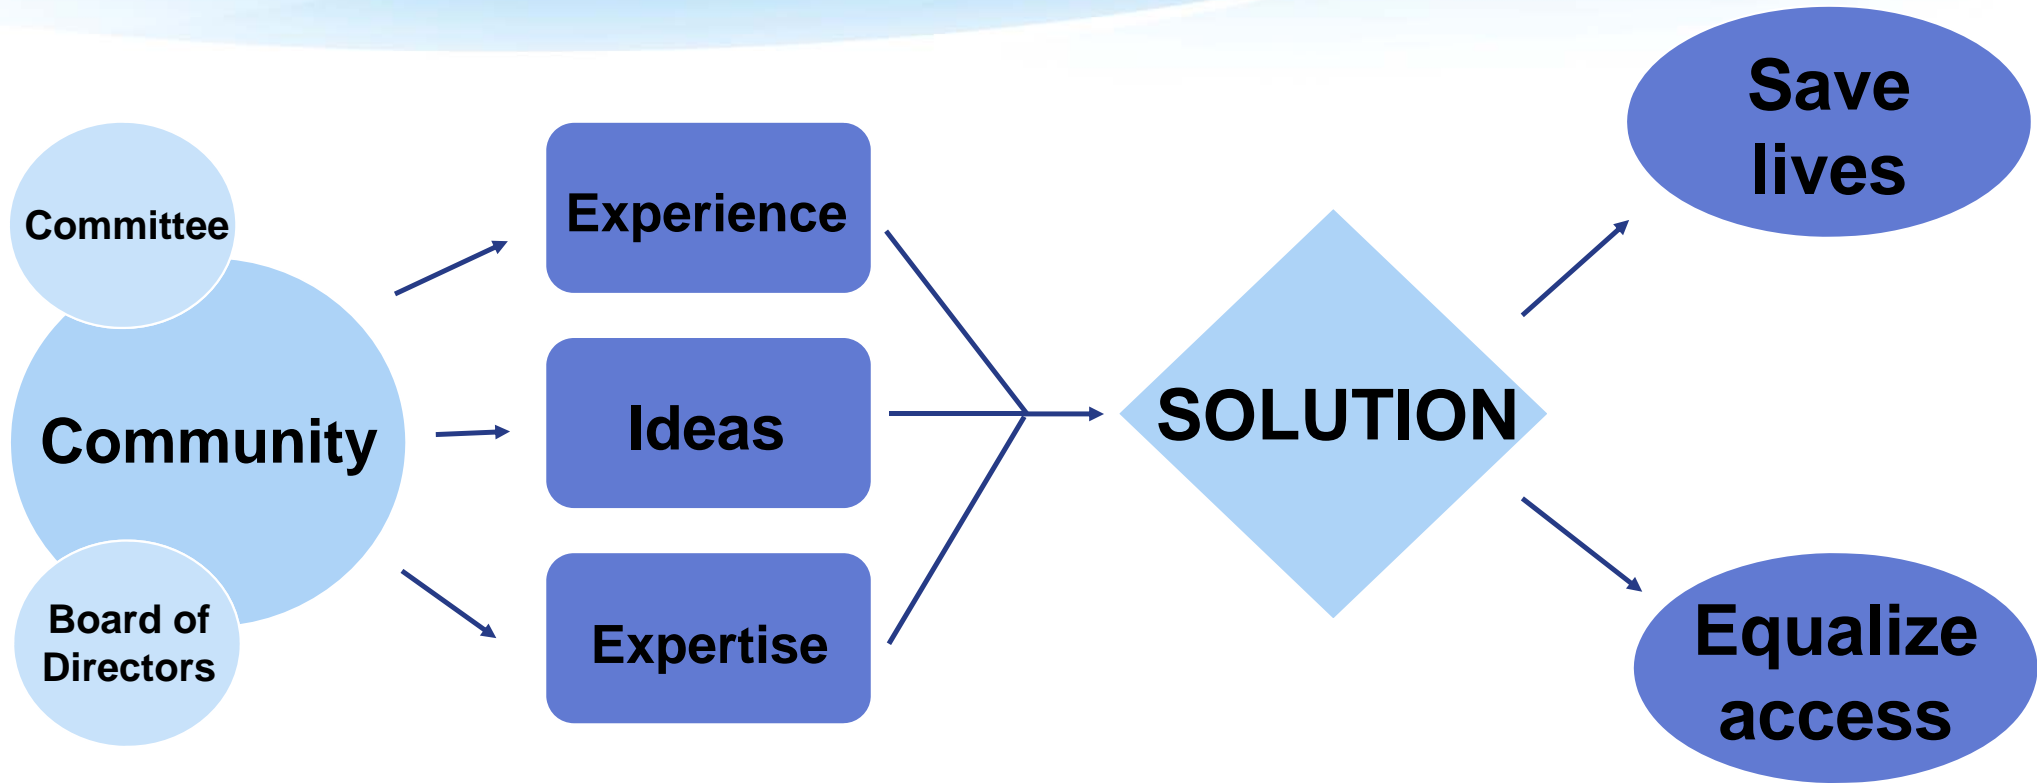 Committee
Community
Board of
Directors
Experience
Ideas
Expertise
SOLUTION
Save
lives
Equalize
access